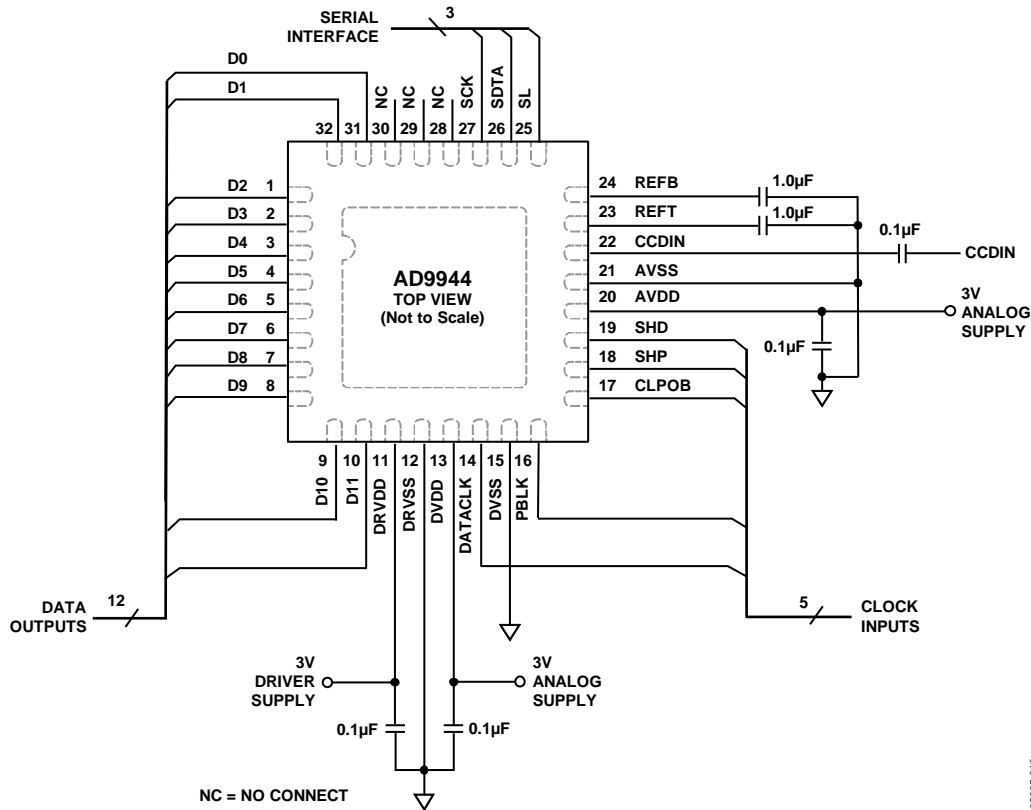 SERIAL
INTERFACE
3
D0
D1
NC
NC
NC
SCK
SDTA
SL
32
31
30
29
28
27
26
25
D2 1
D3 2
D4 3
D5 4
D6 5
D7 6
D8 7
D9 8
AD9944
TOP VIEW
(Not to Scale)
24 REFB
23 REFT
22 CCDIN
21 AVSS
20 AVDD
19 SHD
18 SHP
17 CLPOB
1.0µF
1.0µF
0.1µF
CCDIN
3V
ANALOG
SUPPLY
0.1µF
9
10
11
12
13
14
15
16
D10
D11
DRVDD
DRVSS
DVDD
DATACLK
DVSS
PBLK
DATA
OUTPUTS
12
5
CLOCK
INPUTS
3V
DRIVER
SUPPLY
3V
ANALOG
SUPPLY
0.1µF
0.1µF
NC = NO CONNECT